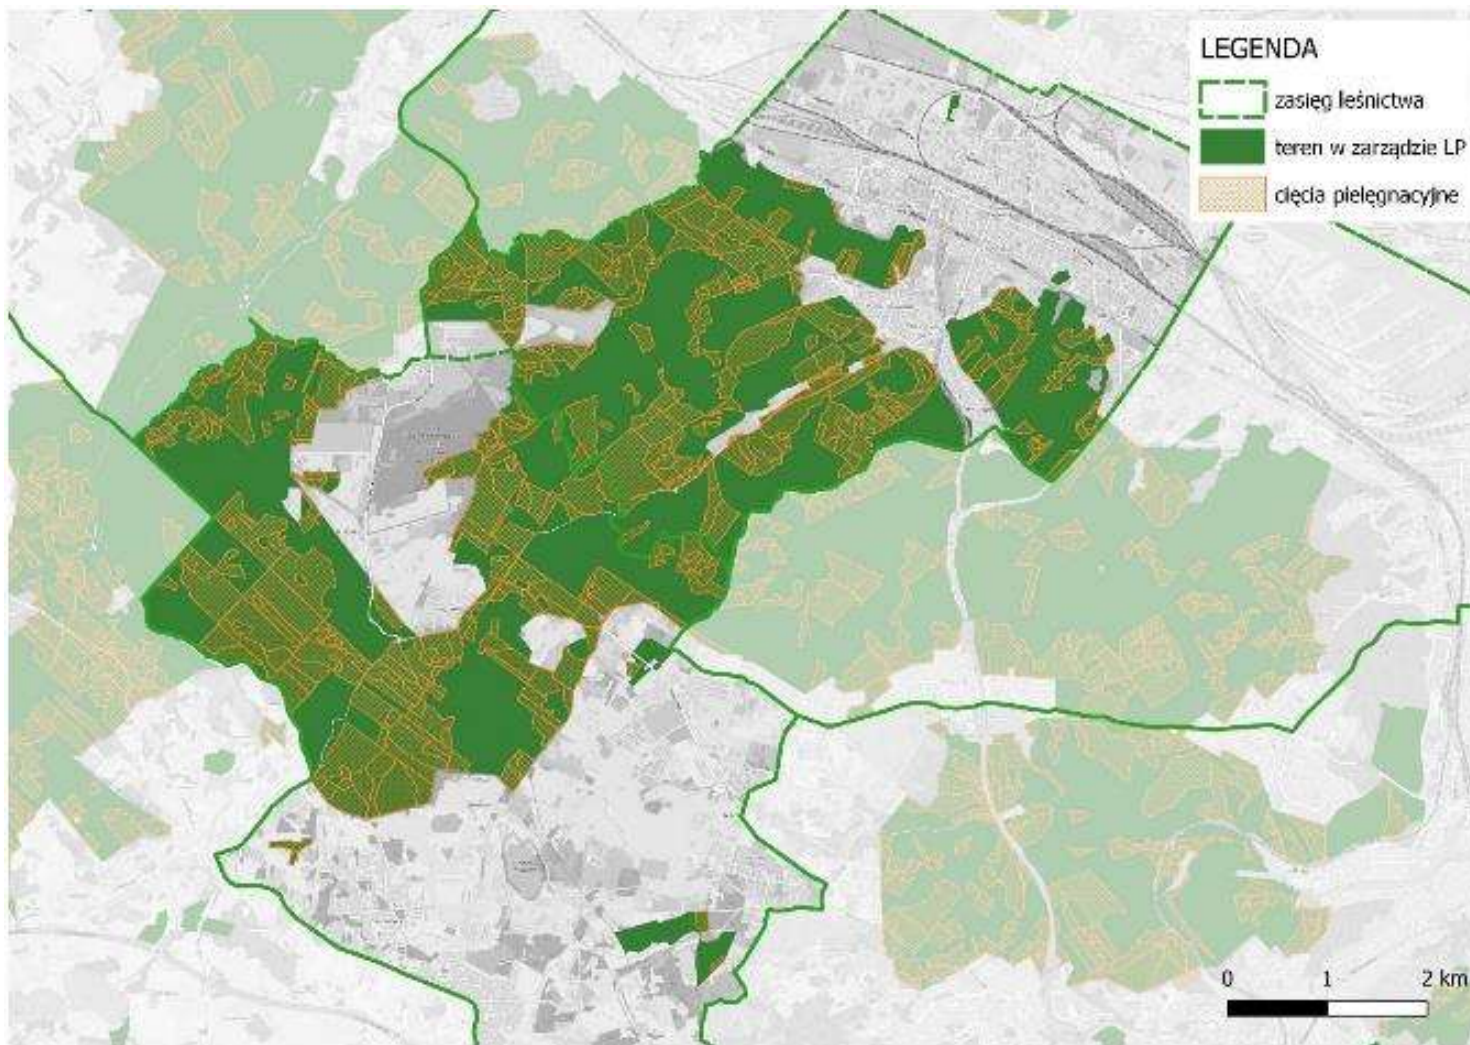 LEGENDA
zasięg leśnictwa
teren w zarządzie LP
cięcia pielęgnacyjne
0 1 2 km